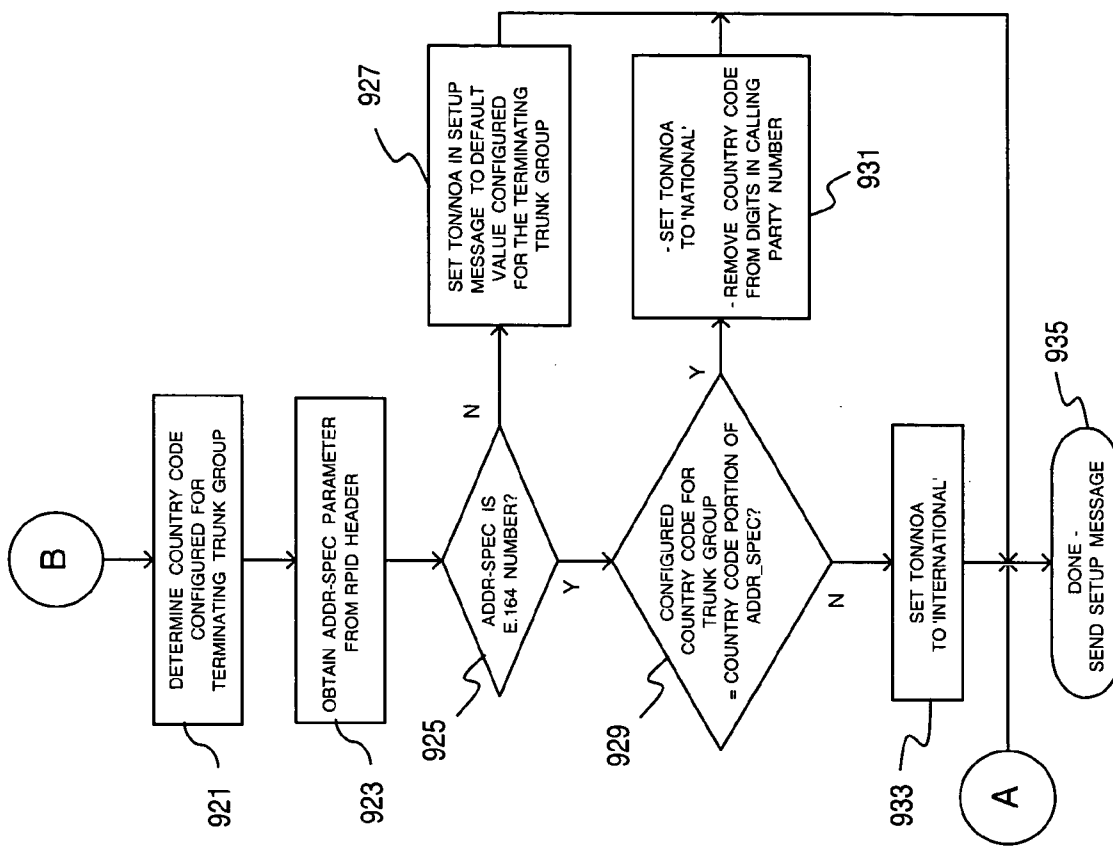 B
DETERMINE COUNTRY CODE
CONFIGURED FOR
TERMINATING TRUNK GROUP
921
OBTAIN ADDR-SPEC PARAMETER
FROM RPID HEADER
923
ADDR-SPEC IS
E.164 NUMBER?
925
N
Y
SET TON/NOA IN SETUP
MESSAGE TO DEFAULT
VALUE CONFIGURED
FOR THE TERMINATING
TRUNK GROUP
927
CONFIGURED
COUNTRY CODE FOR
TRUNK GROUP
= COUNTRY CODE PORTION OF
ADDR_SPEC?
929
Y
N
- SET TON/NOA
TO 'NATIONAL'
- REMOVE COUNTRY CODE
FROM DIGITS IN CALLING
PARTY NUMBER
931
SET TON/NOA
TO 'INTERNATIONAL'
933
A
DONE -
SEND SETUP MESSAGE
935